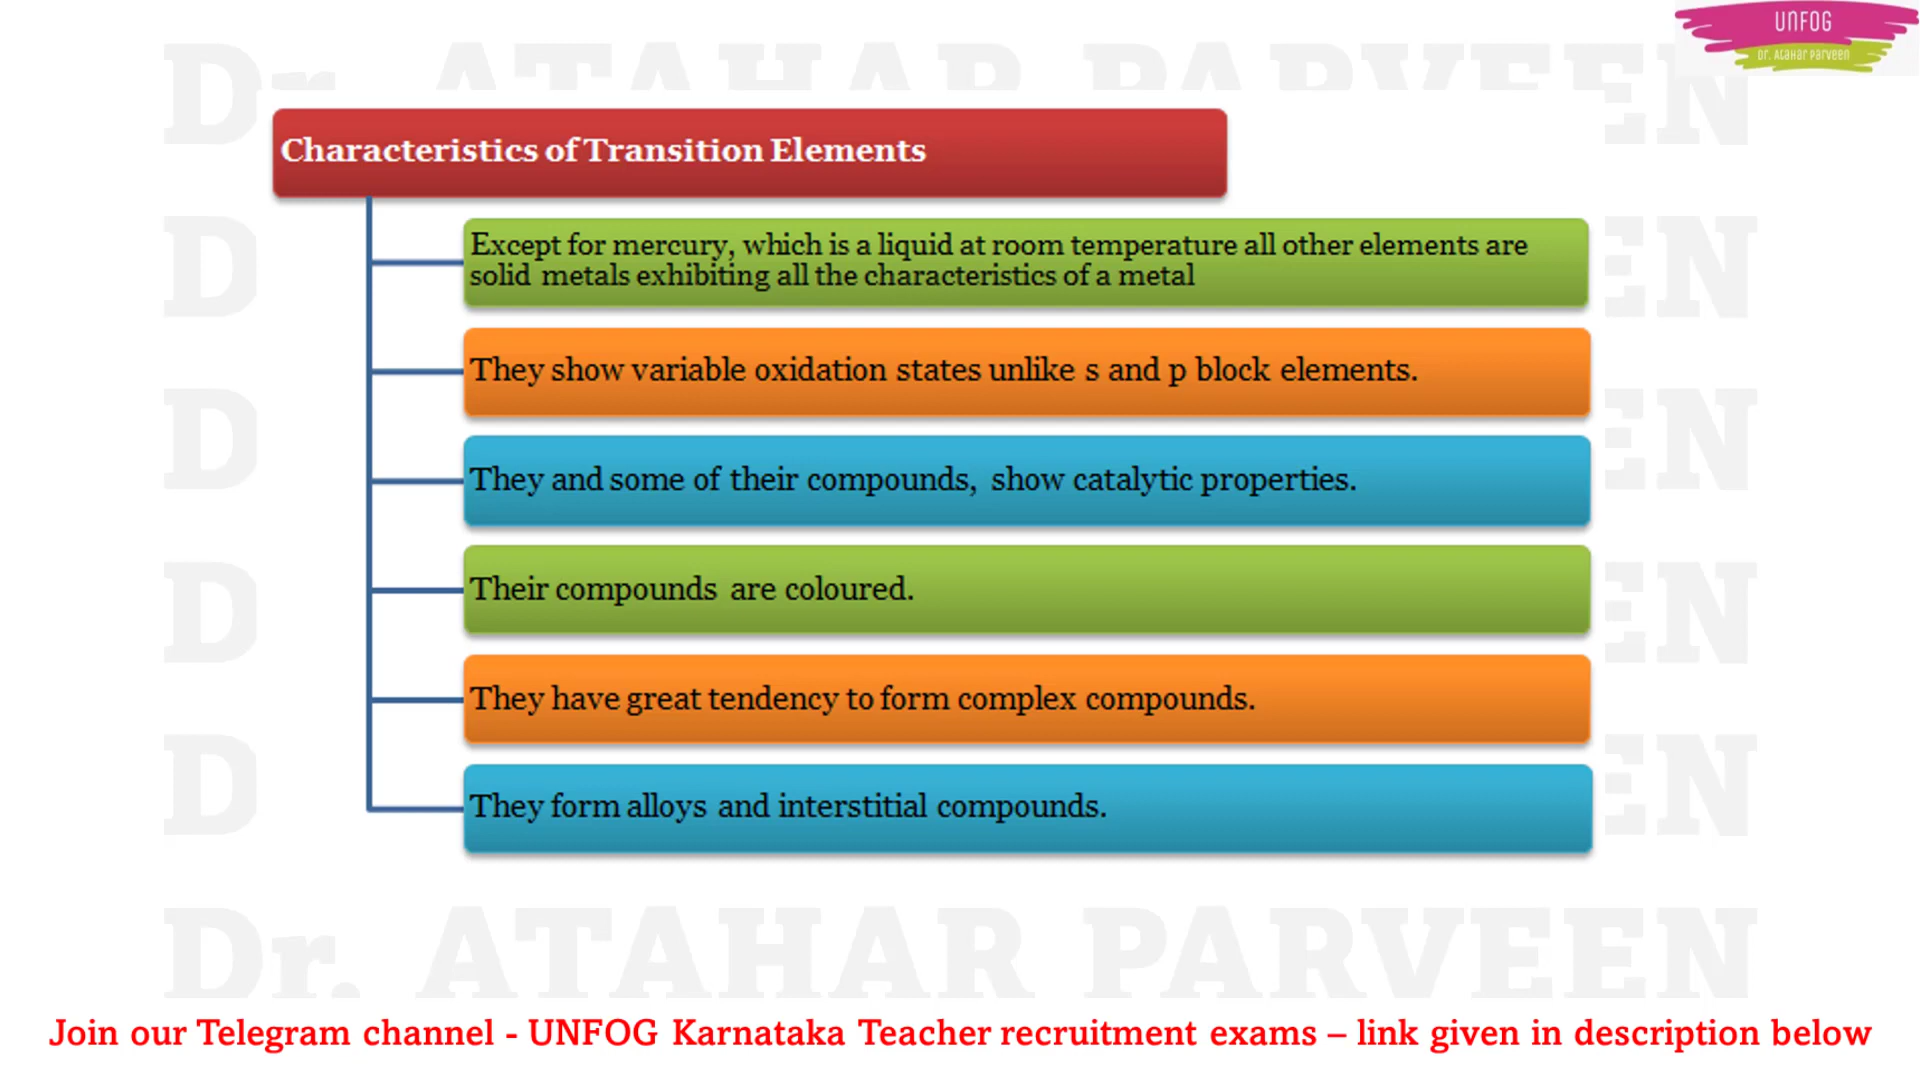 UNFOG
Dr. Atahar Parveen
Dr. ATAHAR PARVEEN
Characteristics of Transition Elements
Except for mercury, which is a liquid at room temperature all other elements are
solid metals exhibiting all the characteristics of a metal
They show variable oxidation states unlike s and p block elements.
They and some of their compounds, show catalytic properties.
Their compounds are coloured.
They have great tendency to form complex compounds.
They form alloys and interstitial compounds.
Dr. ATAHAR PARVEEN
Join our Telegram channel - UNFOG Karnataka Teacher recruitment exams – link given in description below